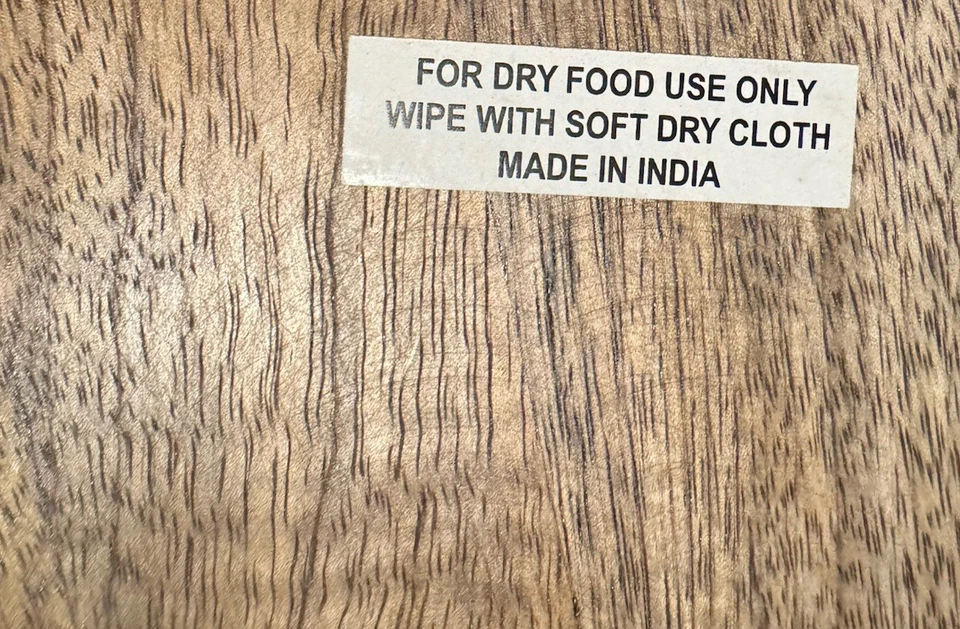 FOR DRY FOOD USE ONLY
WIPE WITH SOFT DRY CLOTH
MADE IN INDIA